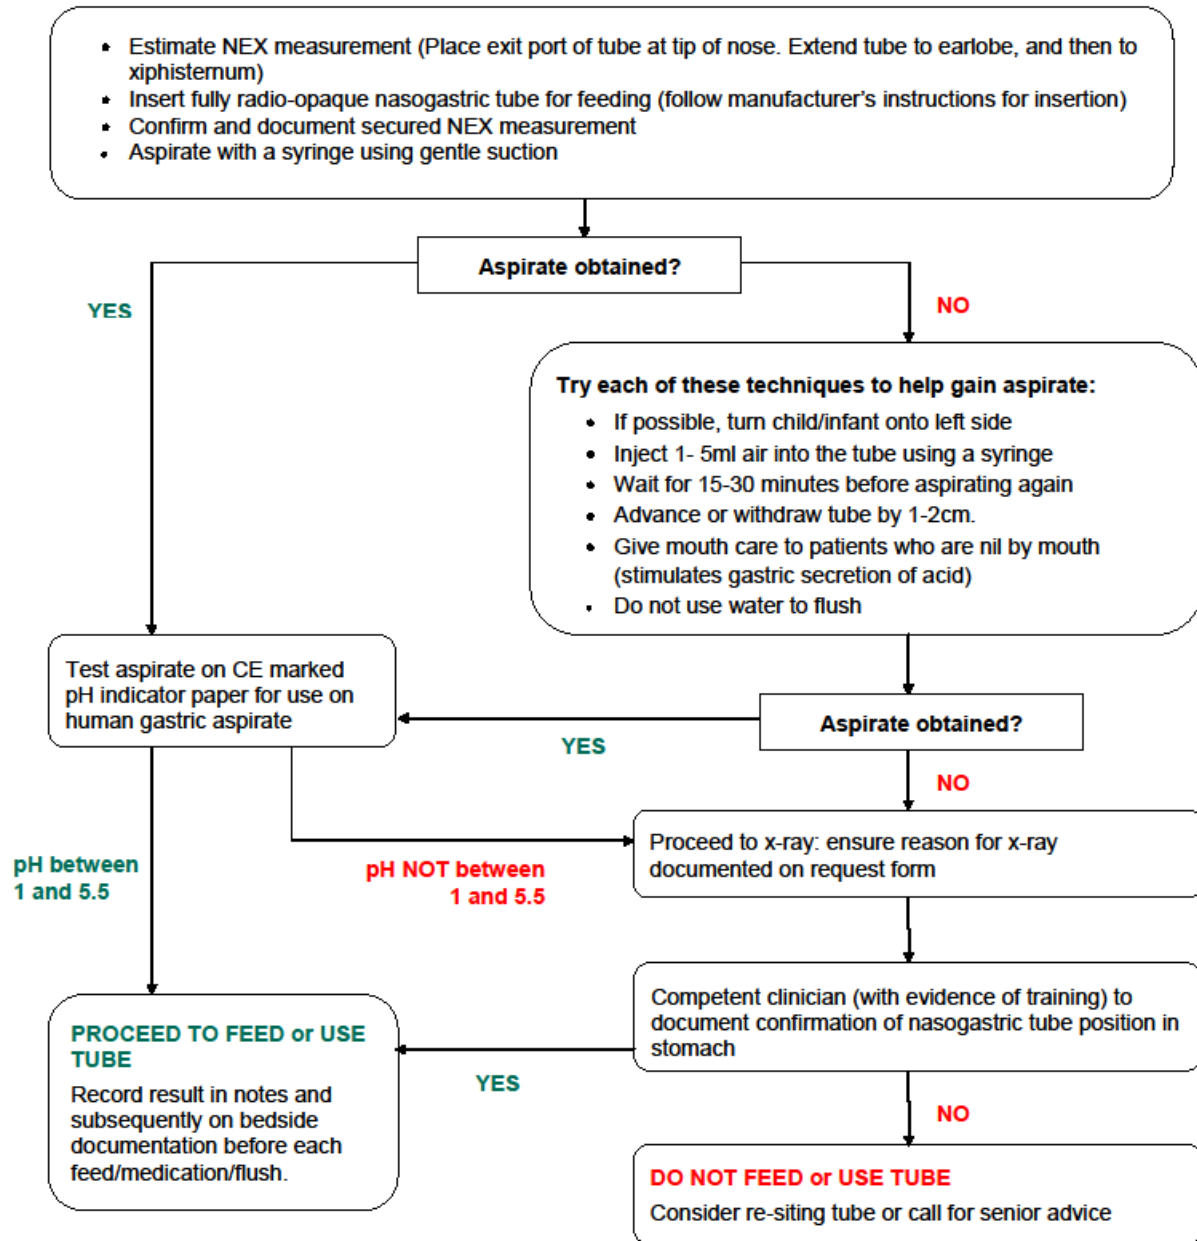 • Estimate NEX measurement (Place exit port of tube at tip of nose. Extend tube to earlobe, and then to
xiphisternum)
• Insert fully radio-opaque nasogastric tube for feeding (follow manufacturer's instructions for insertion)
• Confirm and document secured NEX measurement
• Aspirate with a syringe using gentle suction
Aspirate obtained?
YES
NO
Try each of these techniques to help gain aspirate:
• If possible, turn child/infant onto left side
• Inject 1- 5ml air into the tube using a syringe
• Wait for 15-30 minutes before aspirating again
• Advance or withdraw tube by 1-2cm.
• Give mouth care to patients who are nil by mouth
(stimulates gastric secretion of acid)
• Do not use water to flush
Test aspirate on CE marked
pH indicator paper for use on
human gastric aspirate
Aspirate obtained?
YES
NO
pH between
1 and 5.5
pH NOT between
1 and 5.5
Proceed to x-ray: ensure reason for x-ray
documented on request form
Competent clinician (with evidence of training) to
document confirmation of nasogastric tube position in
stomach
YES
NO
PROCEED TO FEED or USE
TUBE
Record result in notes and
subsequently on bedside
documentation before each
feed/medication/flush.
DO NOT FEED or USE TUBE
Consider re-siting tube or call for senior advice